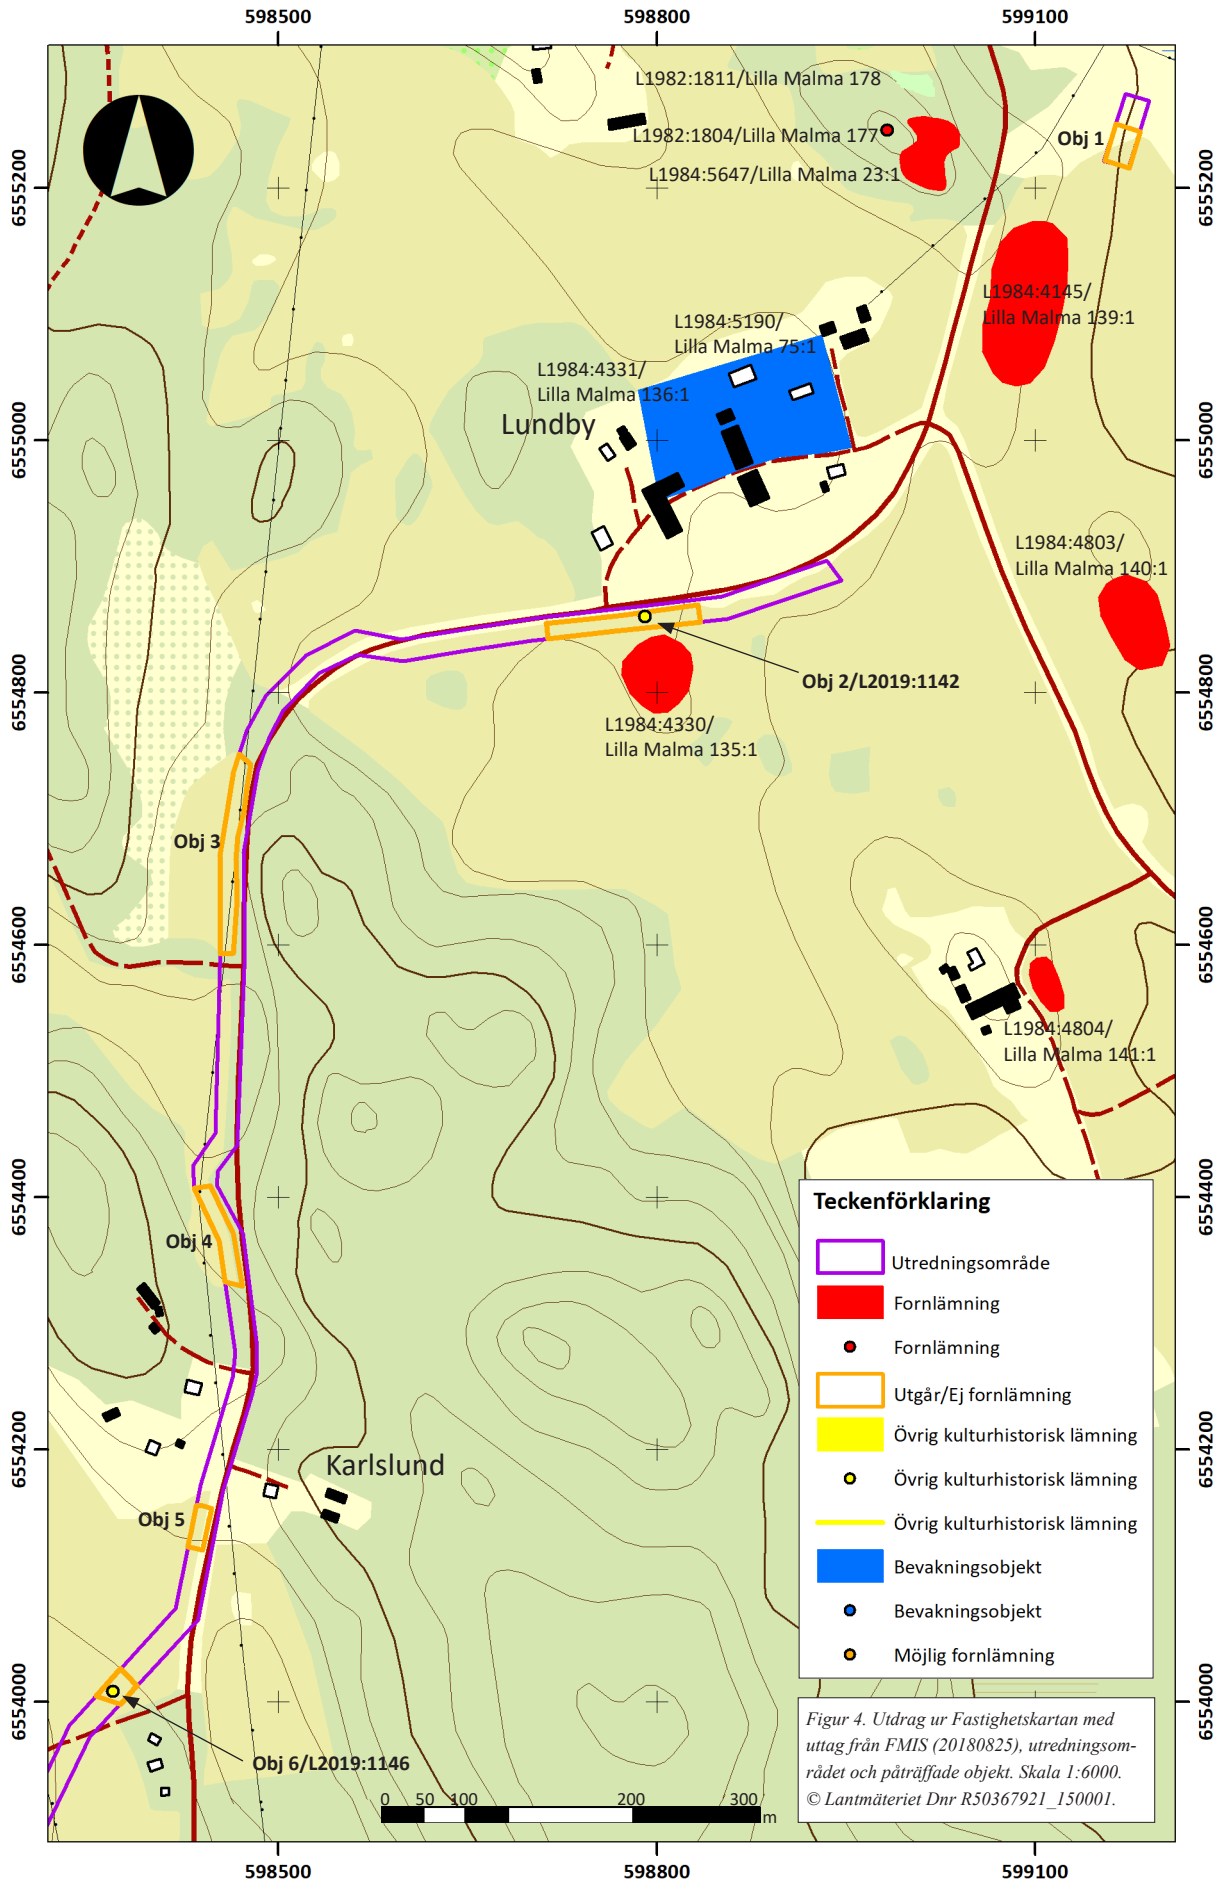 598500
598800
599100
L1982:1811/Lilla Malma 178
L1982:1804/Lilla Malma 177
L1984:5647/Lilla Malma 23:1
Obj 1
6555200
6555200
L1984:4145/
Lilla Malma 139:1
L1984:5190/
Lilla Malma 75:1
L1984:4331/
Lilla Malma 136:1
Lundby
6555000
6555000
L1984:4803/
Lilla Malma 140:1
Obj 2/L2019:1142
6554800
6554800
L1984:4330/
Lilla Malma 135:1
Obj 3
6554600
6554600
L1984:4804/
Lilla Malma 141:1
6554400
6554400
Obj 4
Teckenförklaring
Utredningsområde
Fornlämning
Fornlämning
Utgår/Ej fornlämning
Övrig kulturhistorisk lämning
Övrig kulturhistorisk lämning
Övrig kulturhistorisk lämning
Bevakningsobjekt
Bevakningsobjekt
Möjlig fornlämning
6554200
6554200
Karlslund
Obj 5
6554000
6554000
Obj 6/L2019:1146
Figur 4. Utdrag ur Fastighetskartan med
uttag från FMIS (20180825), utredningsom-
rådet och påträffade objekt. Skala 1:6000.
© Lantmäteriet Dnr R50367921_150001.
0 50 100 200 300
m
598500
598800
599100